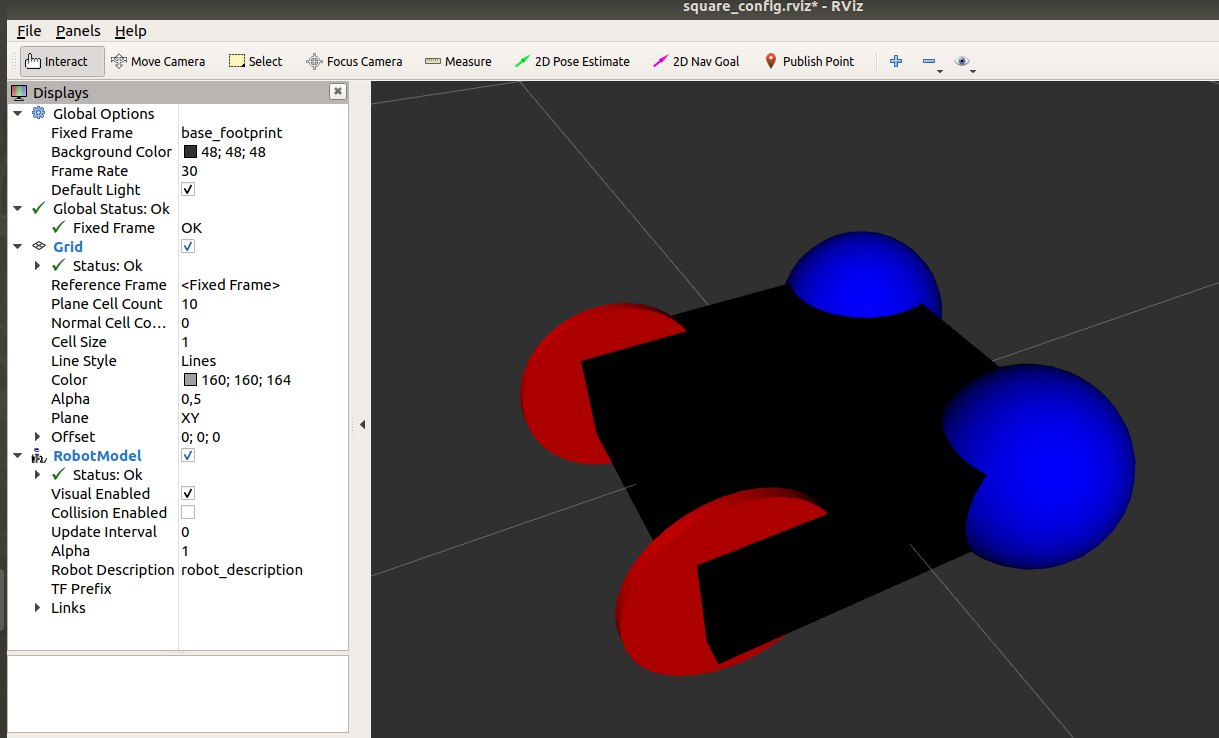 square_config.rviz* - RViz
File Panels Help
Interact Move Camera Select Focus Camera Measure 2D Pose Estimate 2D Nav Goal Publish Point
Displays
Global Options
Fixed Frame base_footprint
Background Color 48; 48; 48
Frame Rate 30
Default Light
Global Status: Ok
Fixed Frame OK
Grid
Status: Ok
Reference Frame <Fixed Frame>
Plane Cell Count 10
Normal Cell Co... 0
Cell Size 1
Line Style Lines
Color 160; 160; 164
Alpha 0,5
Plane XY
Offset 0; 0; 0
RobotModel
Status: Ok
Visual Enabled
Collision Enabled
Update Interval 0
Alpha 1
Robot Description robot_description
TF Prefix
Links